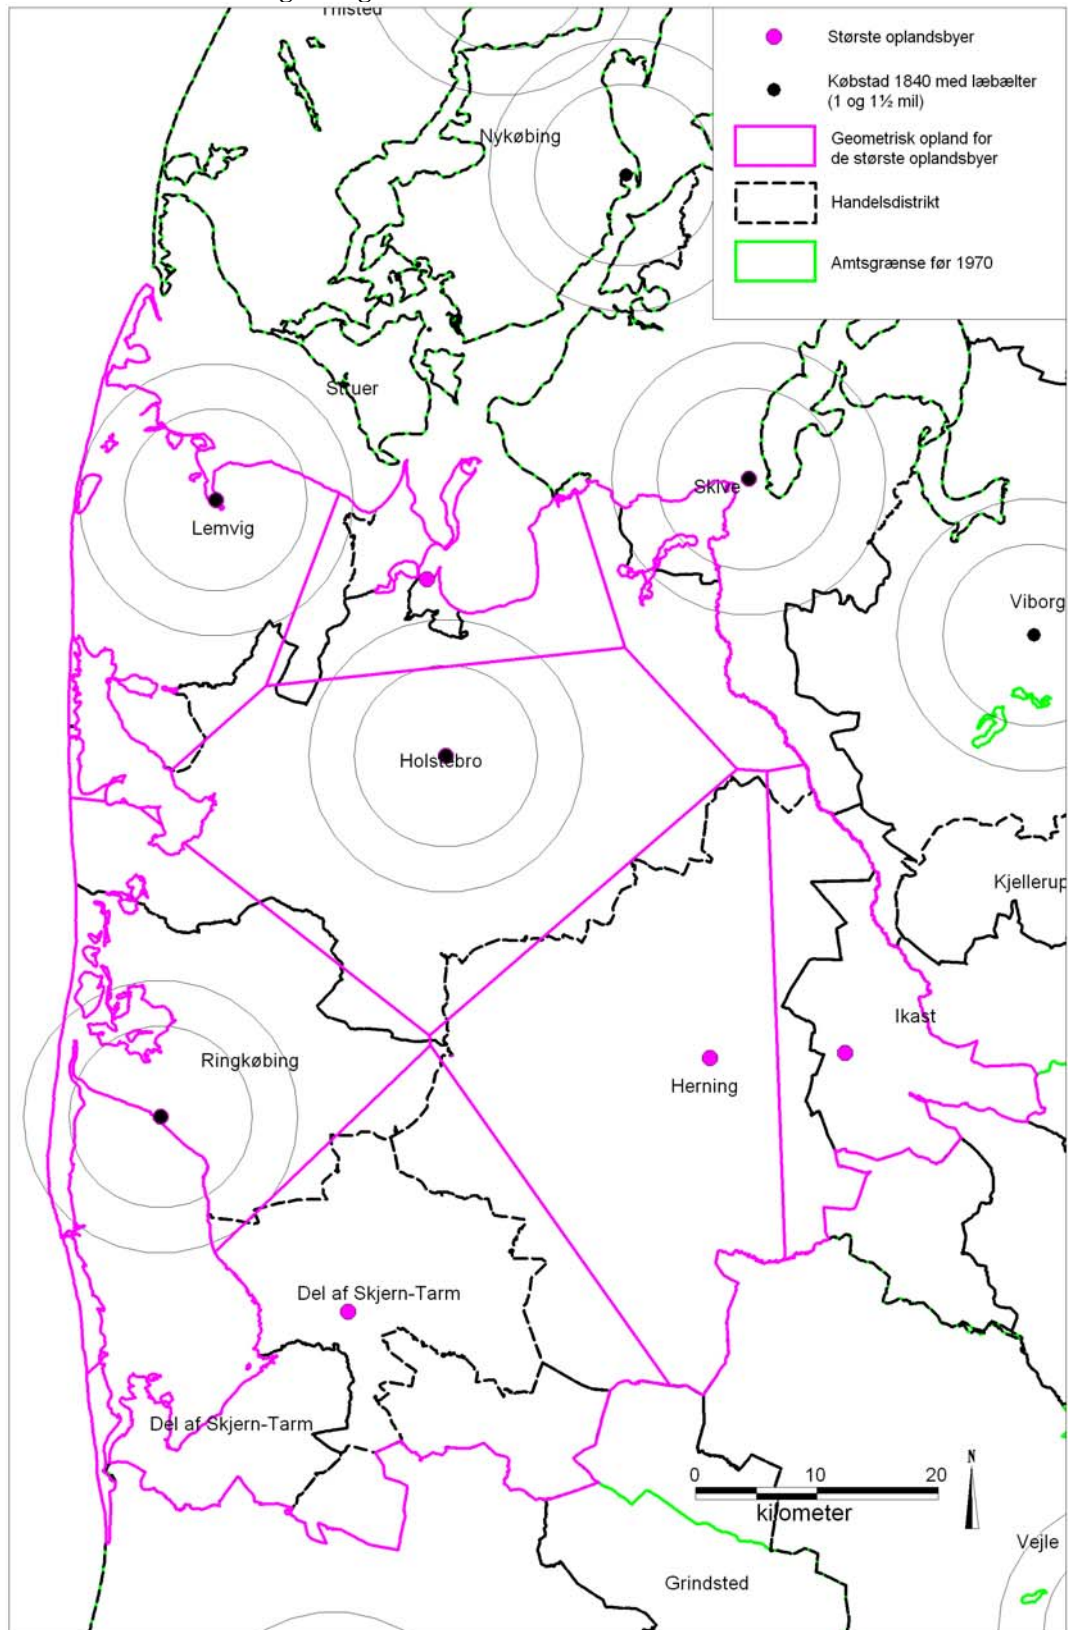 Thisted
Største oplandsbyer
Købstad 1840 med læbælter
(1 og 1½ mil)
Geometrisk opland for
de største oplandsbyer
Handelsdistrikt
Amtsgrænse før 1970
Nykøbing
Struer
Skive
Lemvig
Viborg
Holstebro
Kjellerup
Ikast
Ringkøbing
Herning
Del af Skjern-Tarm
Del af Skjern-Tarm
N
0 10 20
kilometer
Vejle
Grindsted